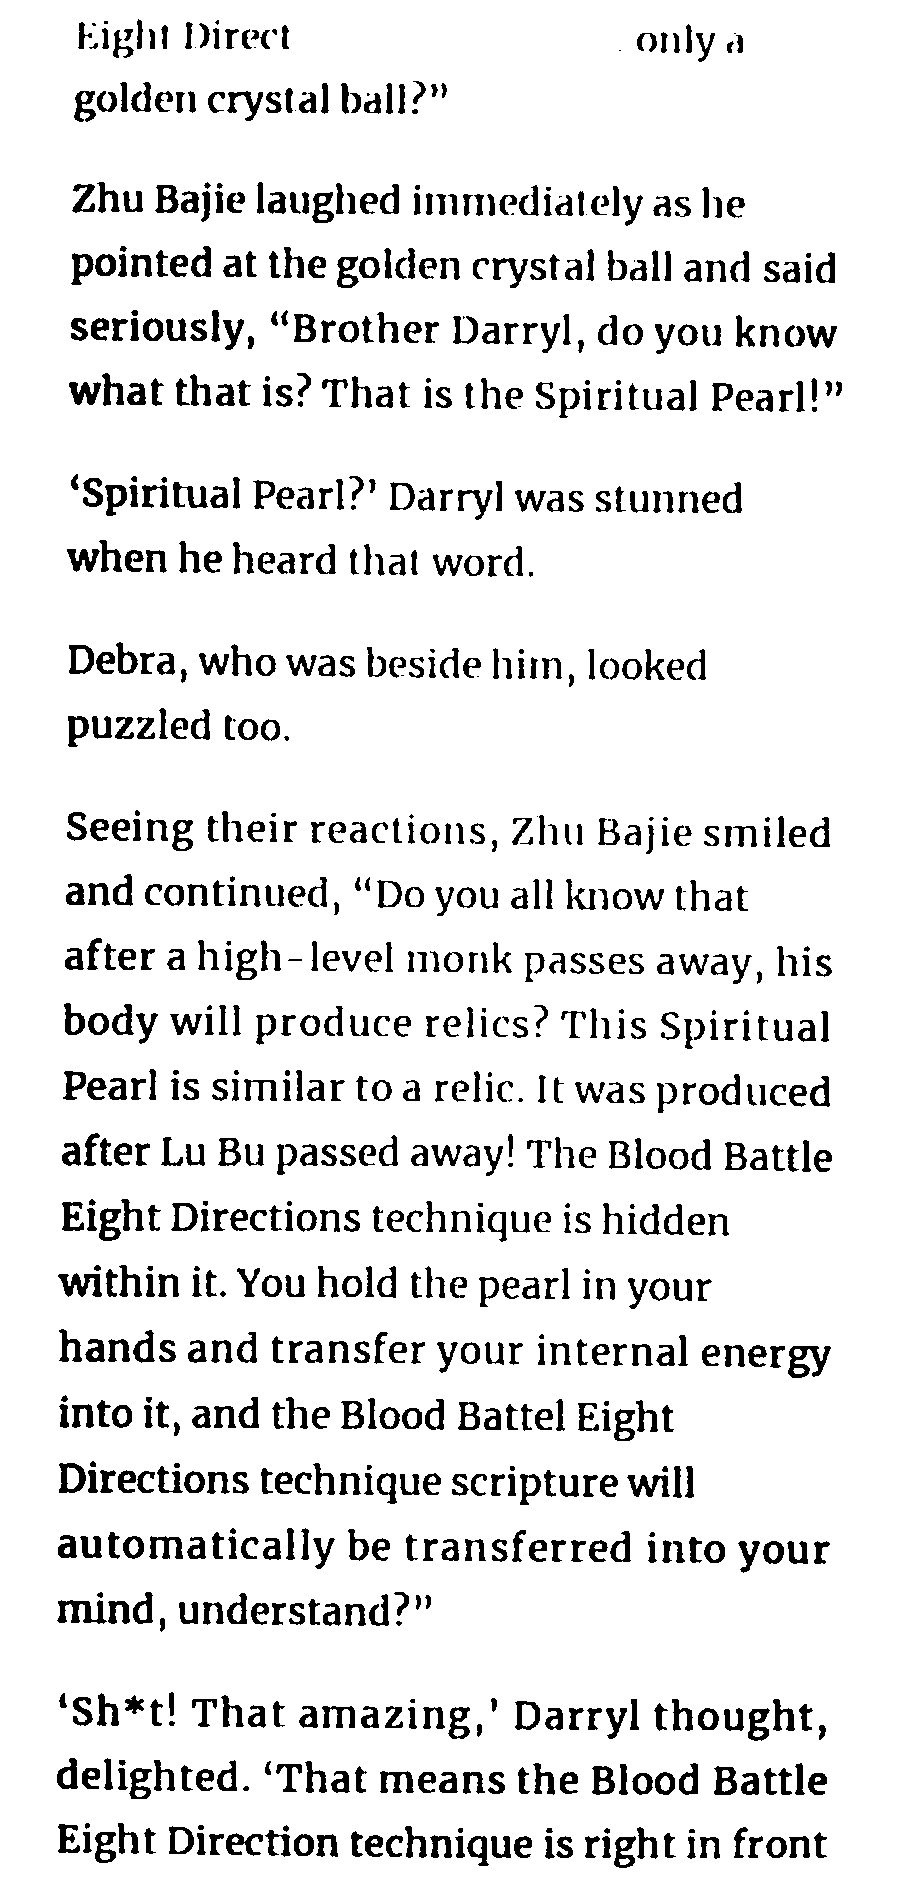 Eight Direct only a
golden crystal ball?”
Zhu Bajie laughed immediately as he
pointed at the golden crystal ball and said
seriously, “Brother Darryl, do you know
what that is? That is the Spiritual Pearl!”
‘Spiritual Pearl?’ Darryl was stunned
when he heard that word.
Debra, who was beside him, looked
puzzled too.
Seeing their reactions, Zhu Bajie smiled
and continued, “Do you all know that
after a high-level monk passes away, his
body will produce relics? This Spiritual
Pearl is similar to a relic. It was produced
after Lu Bu passed away! The Blood Battle
Eight Directions technique is hidden
within it. You hold the pearl in your
hands and transfer your internal energy
into it, and the Blood Battel Eight
Directions technique scripture will
automatically be transferred into your
mind, understand?”
‘Sh*t! That amazing,’ Darryl thought,
delighted. ‘That means the Blood Battle
Eight Direction technique is right in front